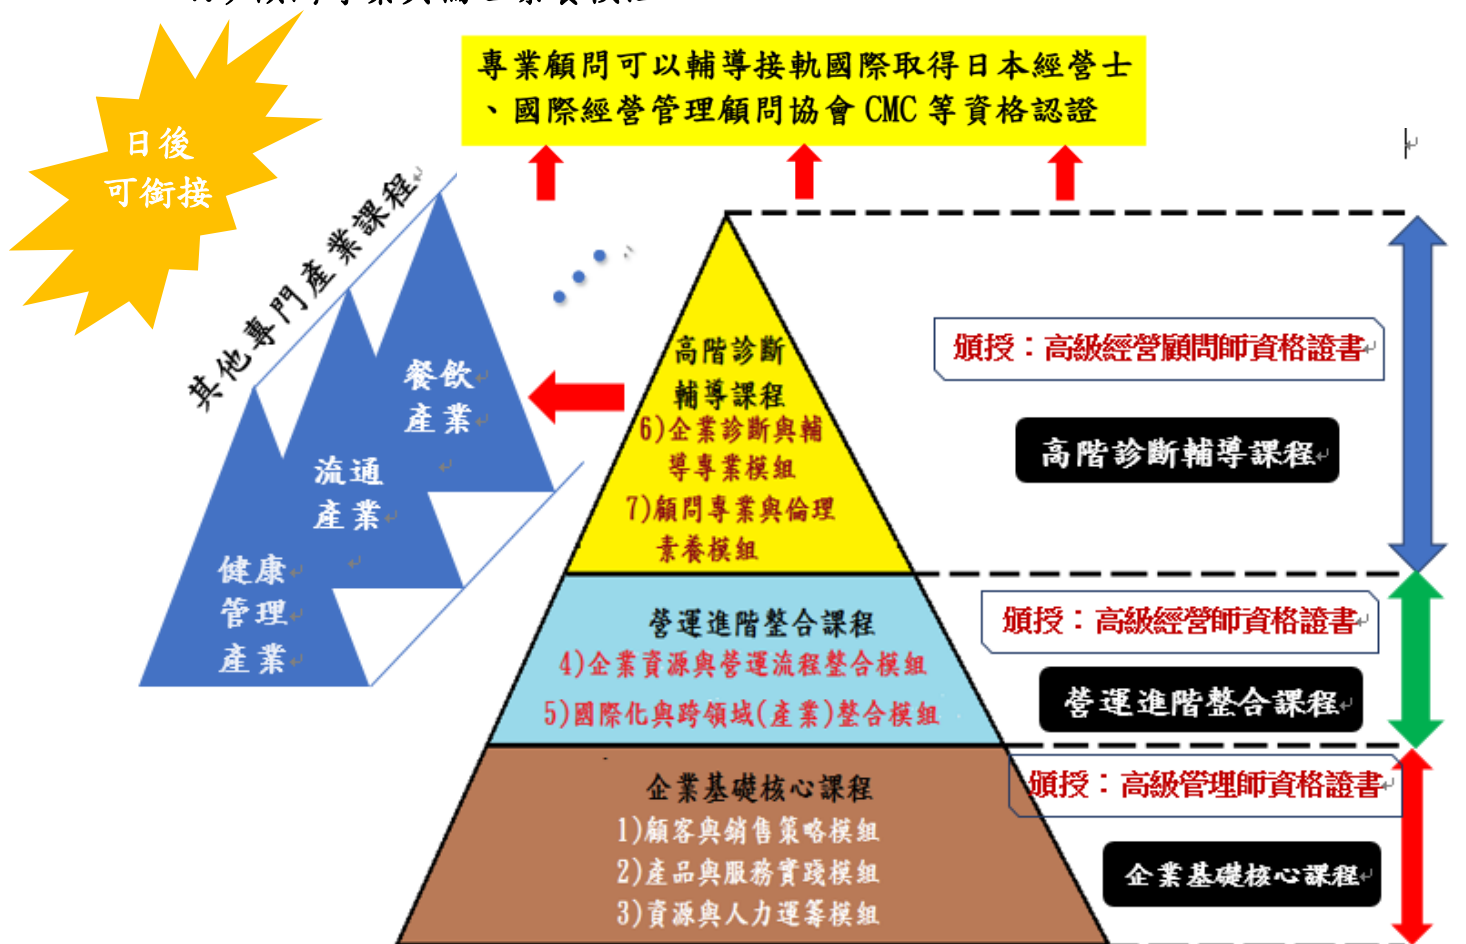 專業顧問可以輔導接軌國際取得日本經營士
、國際經營管理顧問協會 CMC 等資格認證
日後
可銜接
其他專門產業課程
餐飲
產業
流通
產業
健康
管理
產業
高階診斷
輔導課程
6)企業診斷與輔
導專業模組
7)顧問專業與倫理
素養模組
頒授：高級經營顧問師資格證書
高階診斷輔導課程
營運進階整合課程
4)企業資源與營運流程整合模組
5)國際化與跨領域(產業)整合模組
頒授：高級經營師資格證書
營運進階整合課程
企業基礎核心課程
1)顧客與銷售策略模組
2)產品與服務實踐模組
3)資源與人力運籌模組
頒授：高級管理師資格證書
企業基礎核心課程